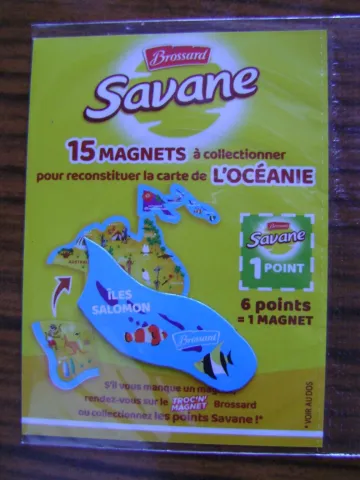 Brossard
Savane
15 MAGNETS à collectionner
pour reconstituer la carte de L'OCÉANIE
Brossard
Savane
1 POINT
ÎLES
SALOMON
6 points
= 1 MAGNET
Brossard
S'il vous manque un magnet,
rendez-vous sur le TROC'N' MAGNET Brossard
ou collectionnez les points Savane !*
* VOIR AU DOS